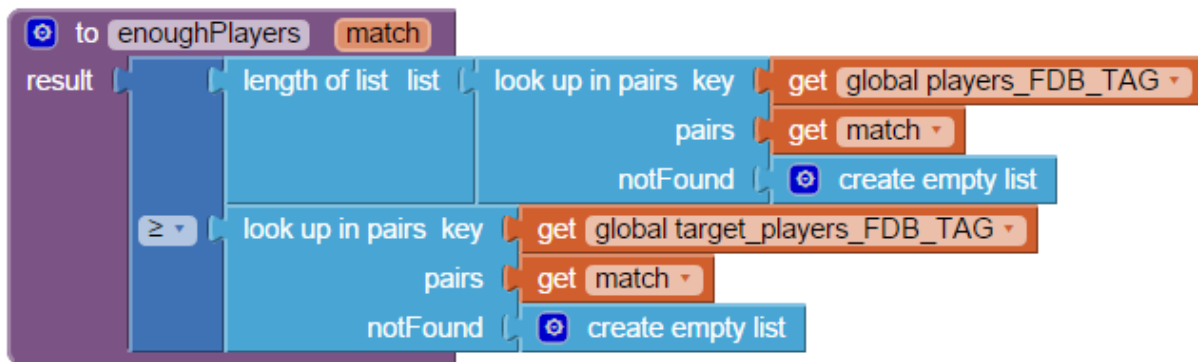 to enoughPlayers match
result length of list list look up in pairs key get global players_FDB_TAG
pairs get match
notFound create empty list
≥ look up in pairs key get global target_players_FDB_TAG
pairs get match
notFound create empty list